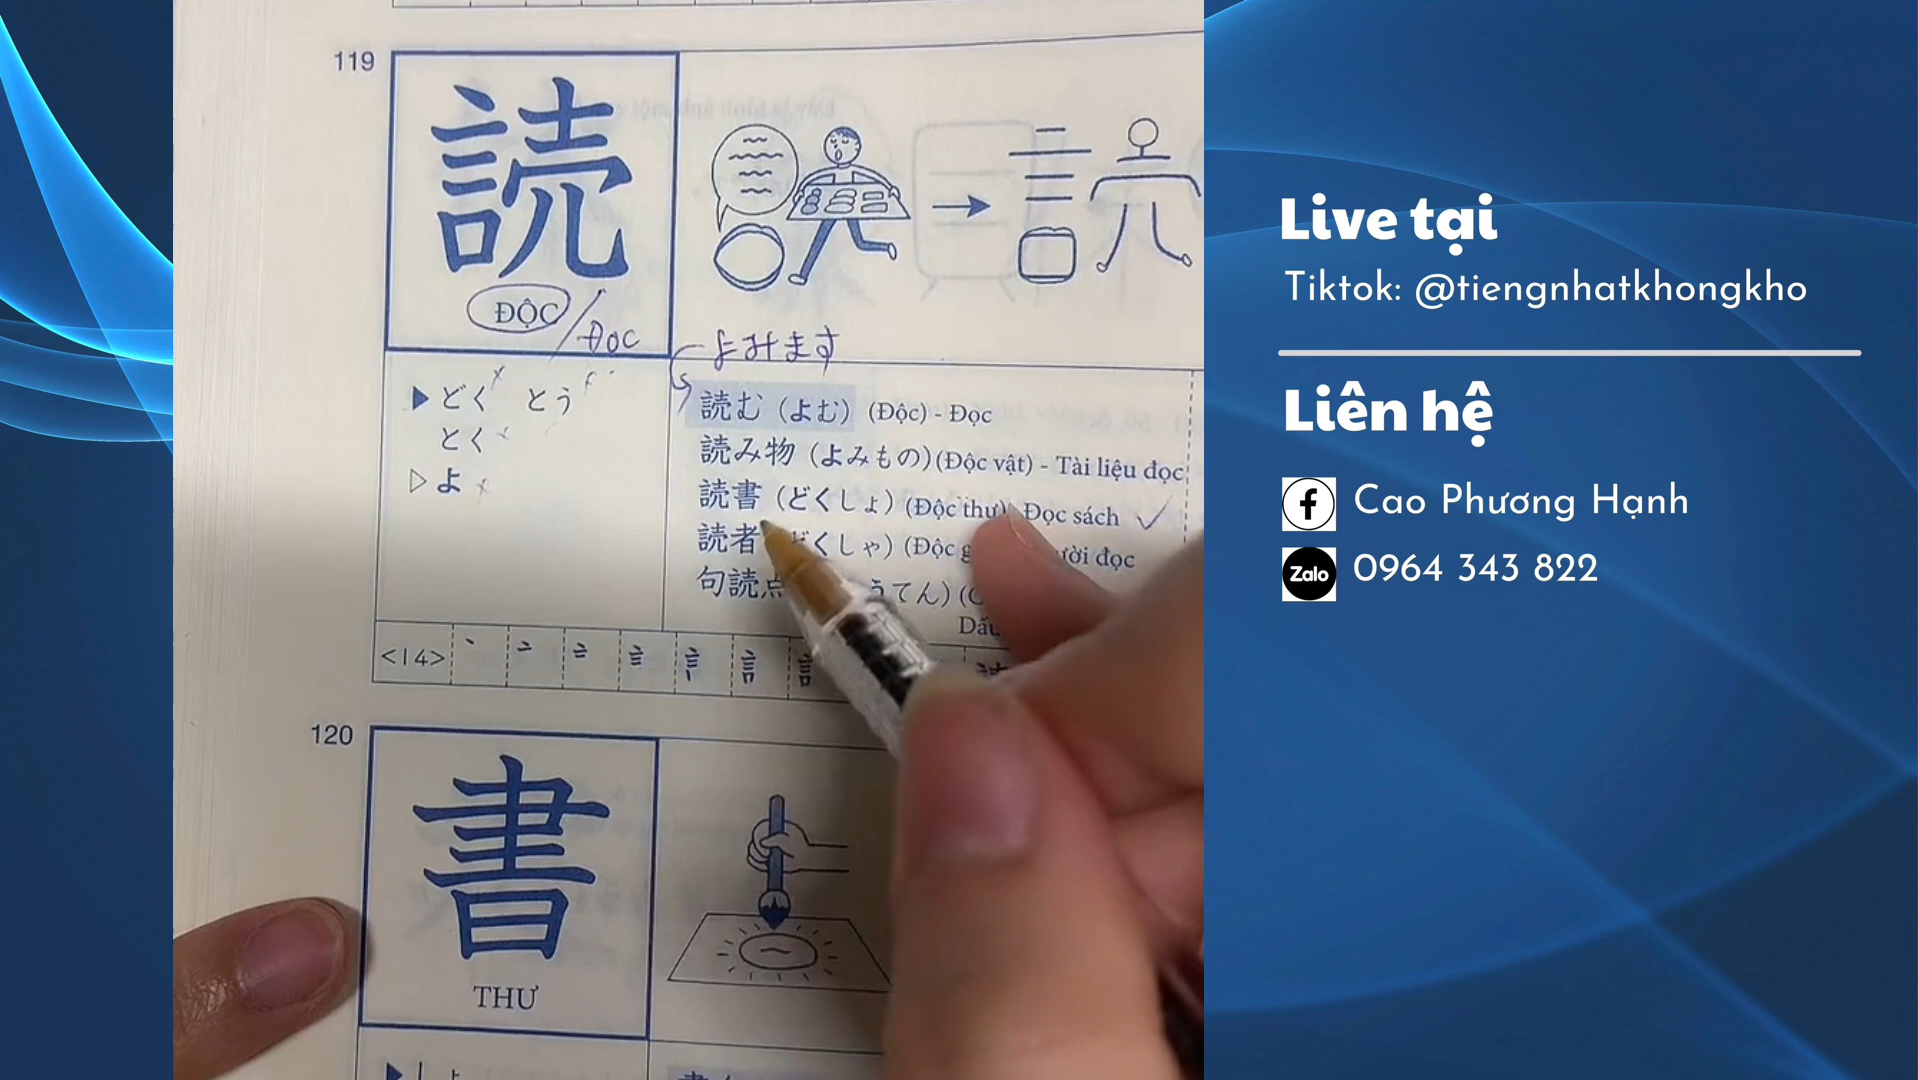 119
読
ĐỘC / ĐỌC
よみます
▶どく とう
とく
▷よ
読む (よむ) (Độc) - Đọc
読み物 (よみもの) (Độc vật) - Tài liệu đọc
読書 (どくしょ) (Độc thư) Đọc sách ✓
読者 どくしゃ) (Độc đọc
句読点 うてん)
<14>
120
書
THƯ
Live tại
Tiktok: @tiengnhatkhongkho
Liên hệ
Cao Phương Hạnh
Zalo 0964 343 822